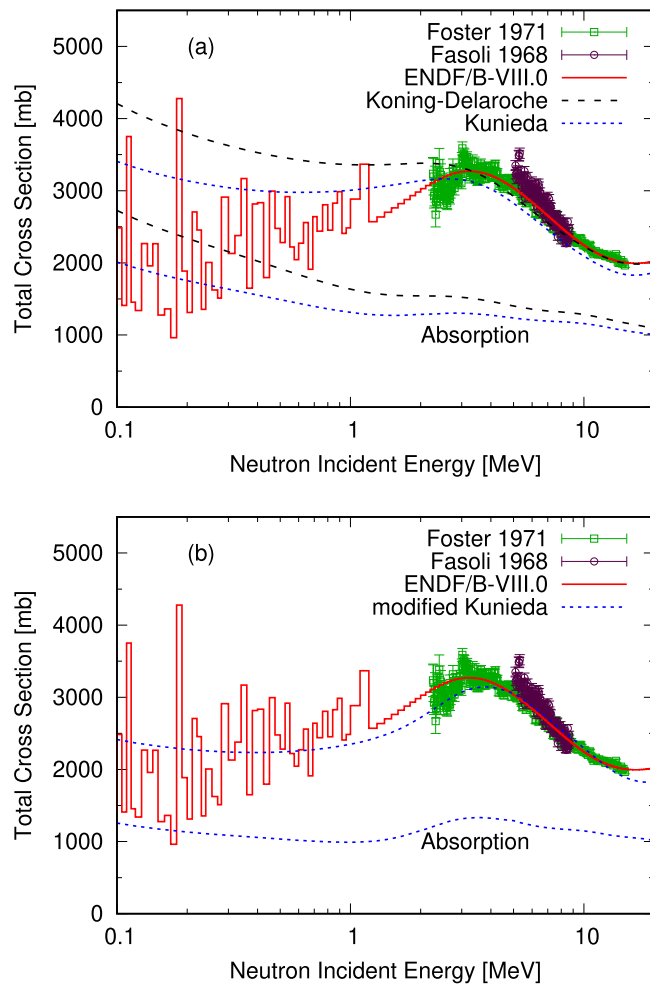 (a)
Foster 1971
Fasoli 1968
ENDF/B-VIII.0
Koning-Delaroche
Kunieda
Total Cross Section [mb]
5000
4000
3000
2000
1000
0
Absorption
0.1 1 10
Neutron Incident Energy [MeV]
(b)
Foster 1971
Fasoli 1968
ENDF/B-VIII.0
modified Kunieda
Total Cross Section [mb]
5000
4000
3000
2000
1000
0
Absorption
0.1 1 10
Neutron Incident Energy [MeV]